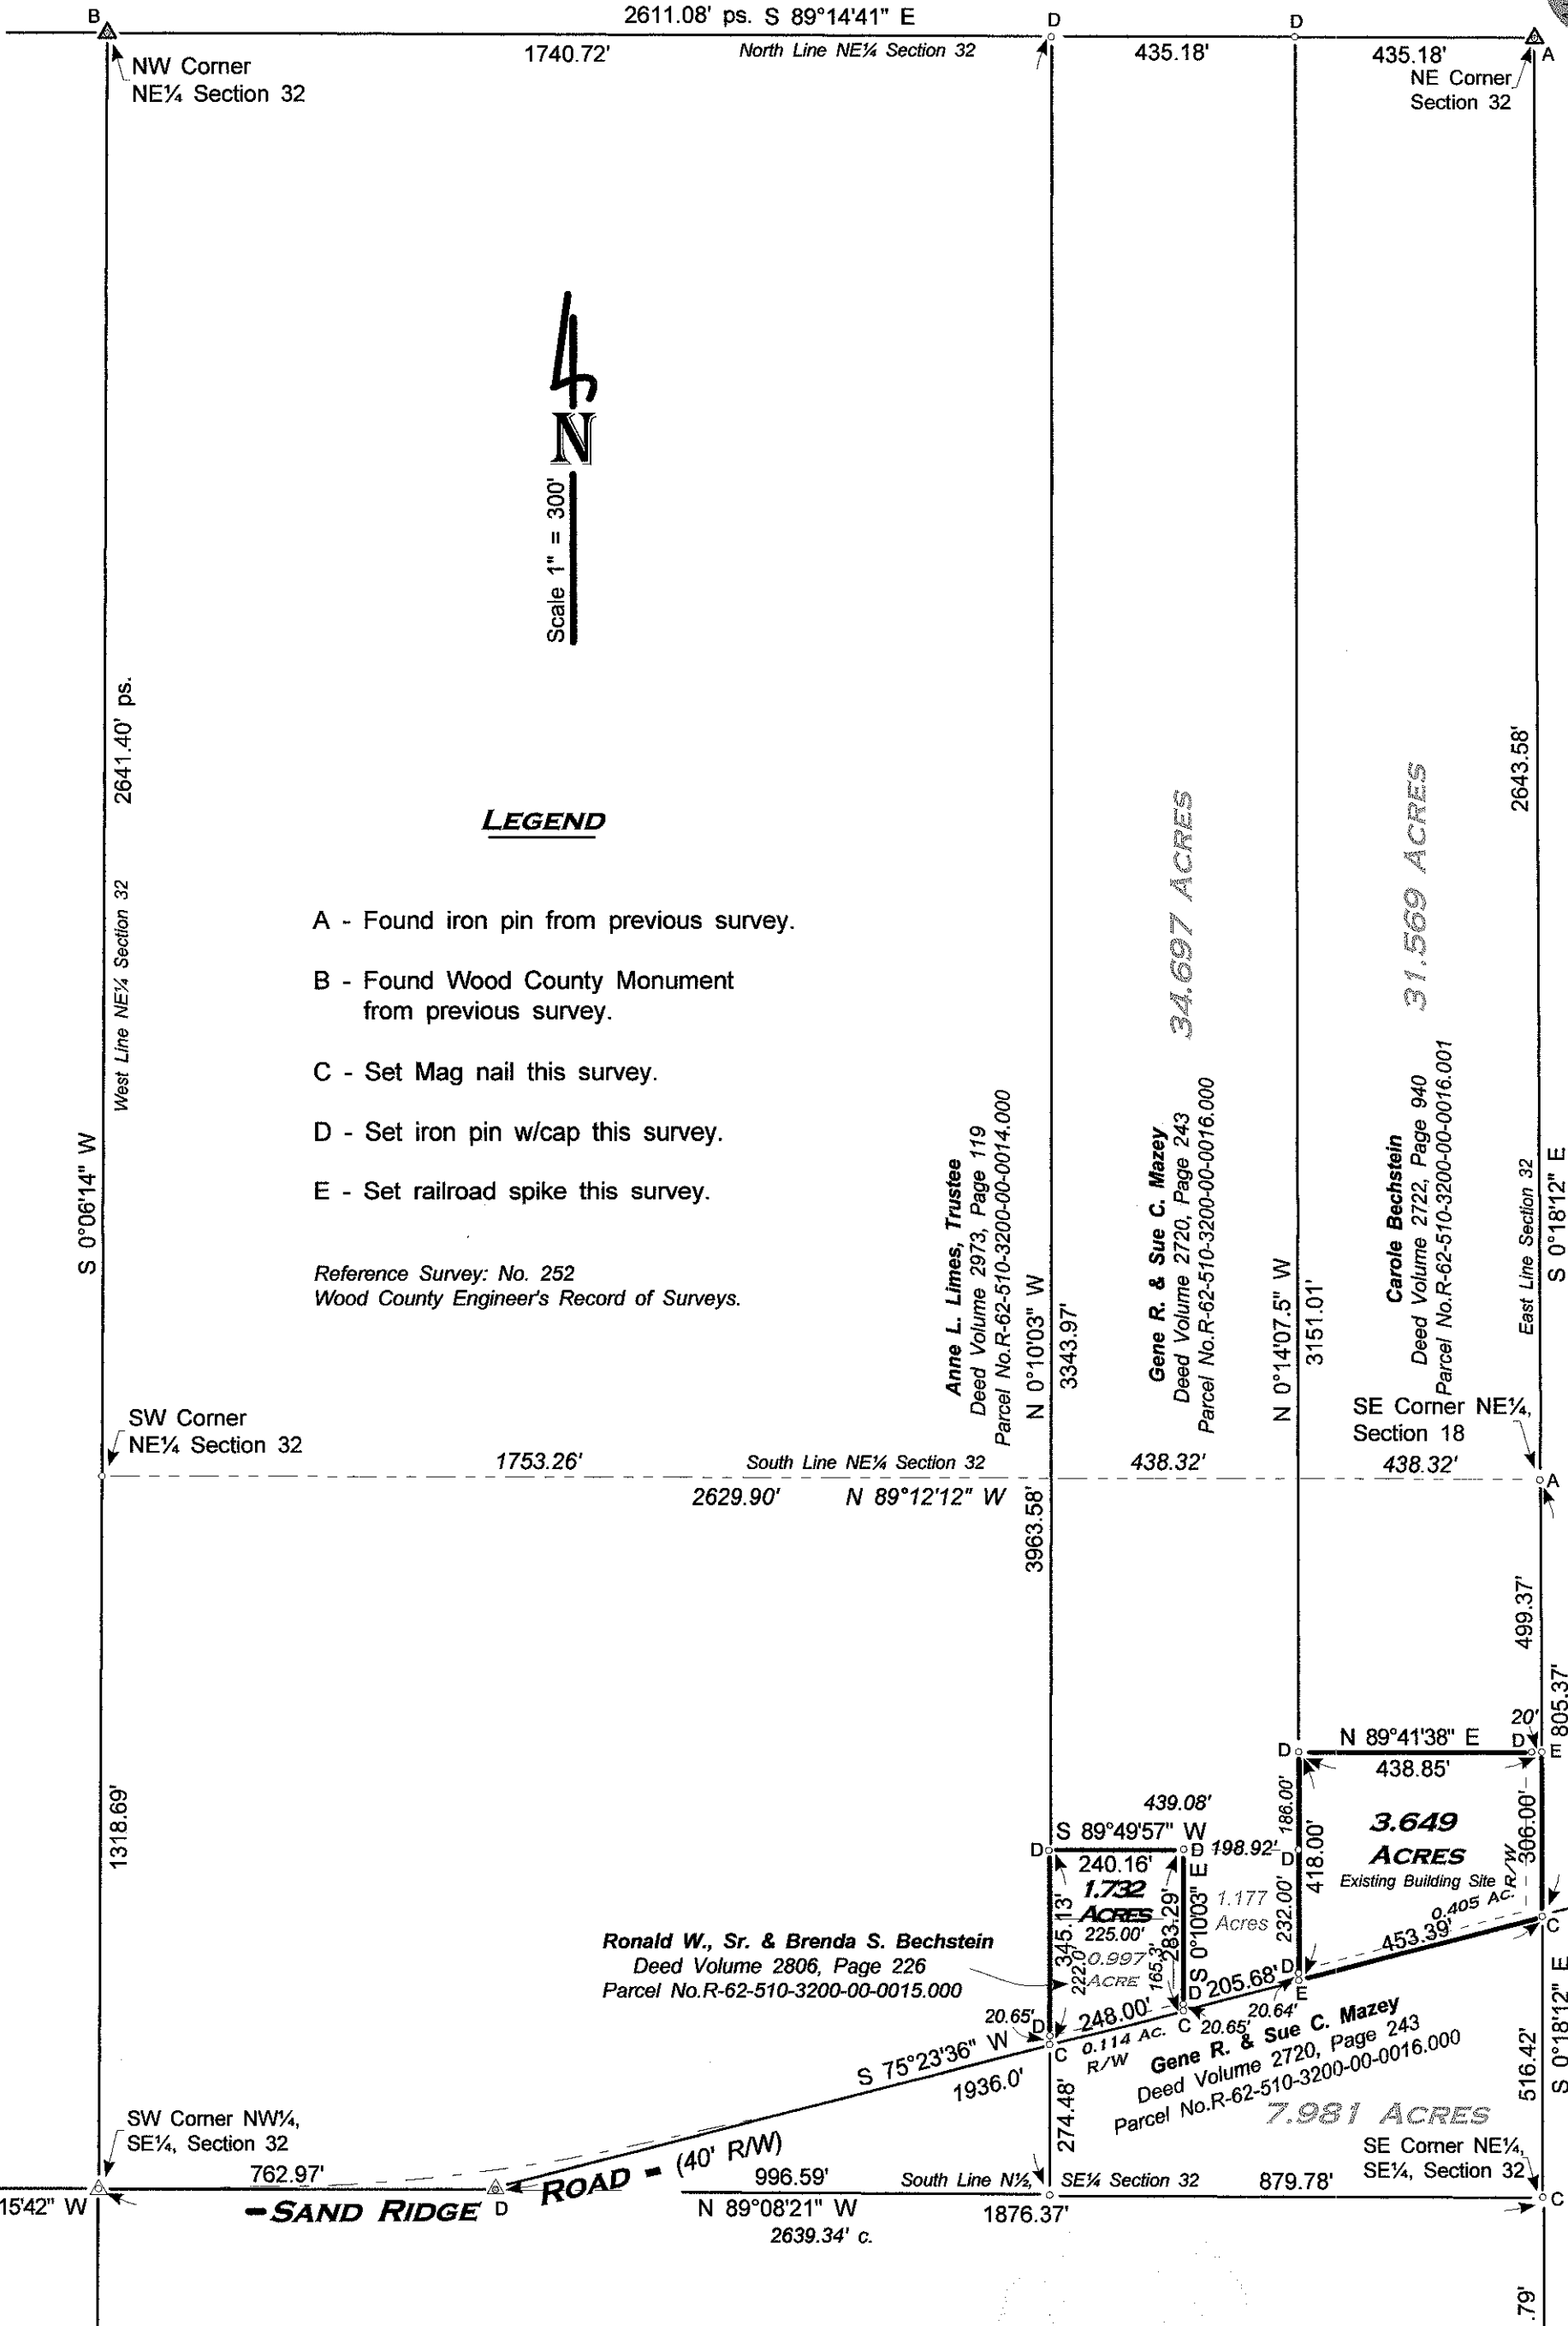 2611.08' ps. S 89°14'41" E
B
D
D
A
1740.72'
North Line NE¼ Section 32
435.18'
435.18'
NW Corner
NE¼ Section 32
NE Corner
Section 32
N
Scale 1" = 300'
2641.40' ps.
West Line NE¼ Section 32
S 0°06'14" W
LEGEND
A - Found iron pin from previous survey.
B - Found Wood County Monument
from previous survey.
C - Set Mag nail this survey.
D - Set iron pin w/cap this survey.
E - Set railroad spike this survey.
Reference Survey: No. 252
Wood County Engineer's Record of Surveys.
Anne L. Limes, Trustee
Deed Volume 2973, Page 119
Parcel No.R-62-510-3200-00-0014.000
N 0°10'03" W
3343.97'
34.697 ACRES
Gene R. & Sue C. Mazey
Deed Volume 2720, Page 243
Parcel No.R-62-510-3200-00-0016.000
N 0°14'07.5" W
3151.01'
31.569 ACRES
Carole Bechstein
Deed Volume 2722, Page 940
Parcel No.R-62-510-3200-00-0016.001
2643.58'
East Line Section 32
S 0°18'12" E
SW Corner
NE¼ Section 32
SE Corner NE¼,
Section 18
1753.26'
South Line NE¼ Section 32
438.32'
438.32'
A
2629.90' N 89°12'12" W
3963.58'
499.37'
805.37'
20'
1318.69'
D
N 89°41'38" E
D
E
438.85'
186.00'
418.00'
3.649
ACRES
Existing Building Site
R/W
306.00'
0.405 AC.
453.39'
C
439.08'
S 89°49'57" W
D
D
198.92'
D
240.16'
1.732
ACRES
225.00'
0.997
ACRE
345.13'
222.0'
165.3'
283.29'
S 0°10'03" E
1.177
Acres
232.00'
D
E
Ronald W., Sr. & Brenda S. Bechstein
Deed Volume 2806, Page 226
Parcel No.R-62-510-3200-00-0015.000
20.65'
D
248.00'
D
205.68'
C
0.114 AC.
R/W
C
20.65'
20.64'
S 75°23'36" W
1936.0'
Gene R. & Sue C. Mazey
Deed Volume 2720, Page 243
Parcel No.R-62-510-3200-00-0016.000
7.981 ACRES
274.48'
516.42'
S 0°18'12" E
SW Corner NW¼,
SE¼, Section 32
SE Corner NE¼,
SE¼, Section 32
762.97'
SAND RIDGE ROAD - (40' R/W)
D
996.59'
South Line N½, SE¼ Section 32
879.78'
C
15'42" W
N 89°08'21" W
1876.37'
2639.34' c.
.79'